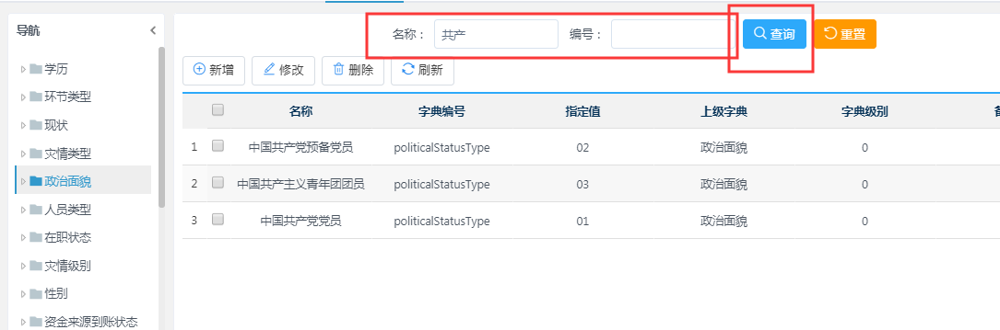 导航
学历
环节类型
现状
灾情类型
政治面貌
人员类型
在职状态
灾情级别
性别
资金来源到账状态
名称： 共产 编号： 查询 重置
新增 修改 删除 刷新
名称 字典编号 指定值 上级字典 字典级别
1 中国共产党预备党员 politicalStatusType 02 政治面貌 0
2 中国共产主义青年团团员 politicalStatusType 03 政治面貌 0
3 中国共产党党员 politicalStatusType 01 政治面貌 0